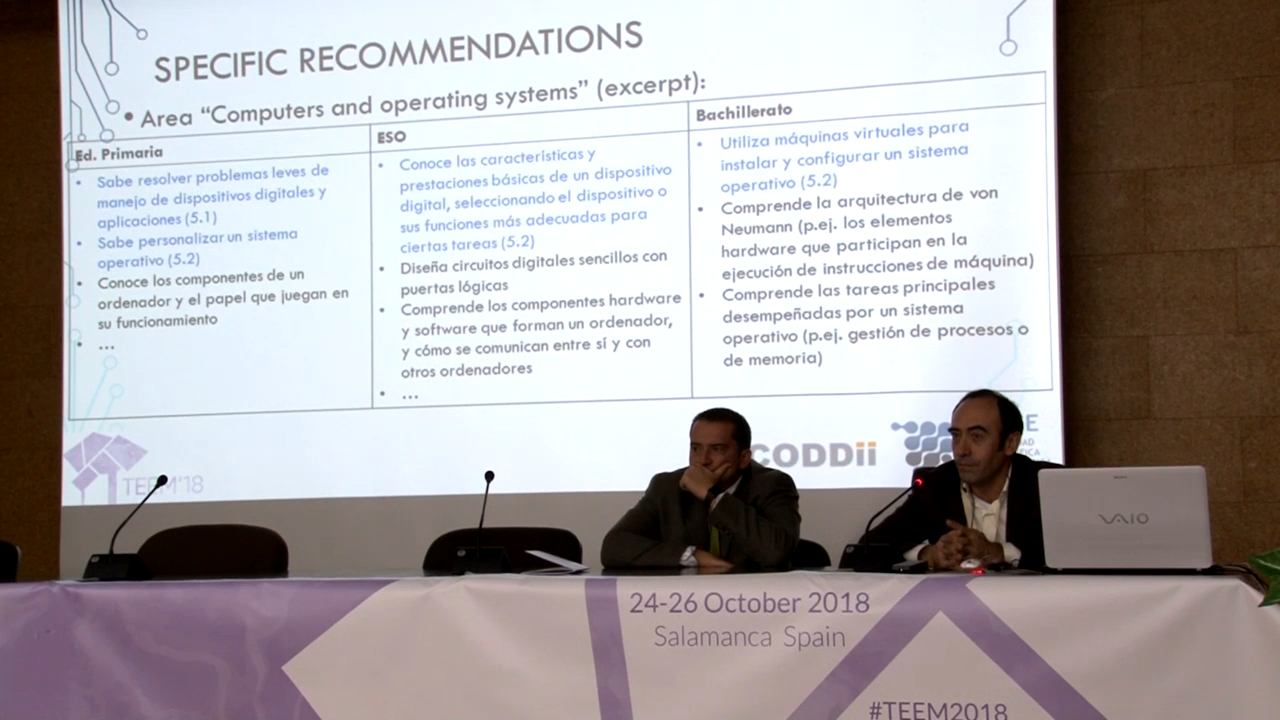 SPECIFIC RECOMMENDATIONS
• Area “Computers and operating systems” (excerpt):
Ed. Primaria
• Sabe resolver problemas leves de
manejo de dispositivos digitales y
aplicaciones (5.1)
• Sabe personalizar un sistema
operativo (5.2)
• Conoce los componentes de un
ordenador y el papel que juegan en
su funcionamiento
• ...
ESO
• Conoce las características y
prestaciones básicas de un dispositivo
digital, seleccionando el dispositivo o
sus funciones más adecuadas para
ciertas tareas (5.2)
• Diseña circuitos digitales sencillos con
puertas lógicas
• Comprende los componentes hardware
y software que forman un ordenador,
y cómo se comunican entre sí y con
otros ordenadores
• ...
Bachillerato
• Utiliza máquinas virtuales para
instalar y configurar un sistema
operativo (5.2)
• Comprende la arquitectura de von
Neumann (p.ej. los elementos
hardware que participan en la
ejecución de instrucciones de máquina)
• Comprende las tareas principales
desempeñadas por un sistema
operativo (p.ej. gestión de procesos o
de memoria)
TEEM'18
CODDii
VAIO
24-26 October 2018
Salamanca Spain
#TEEM2018